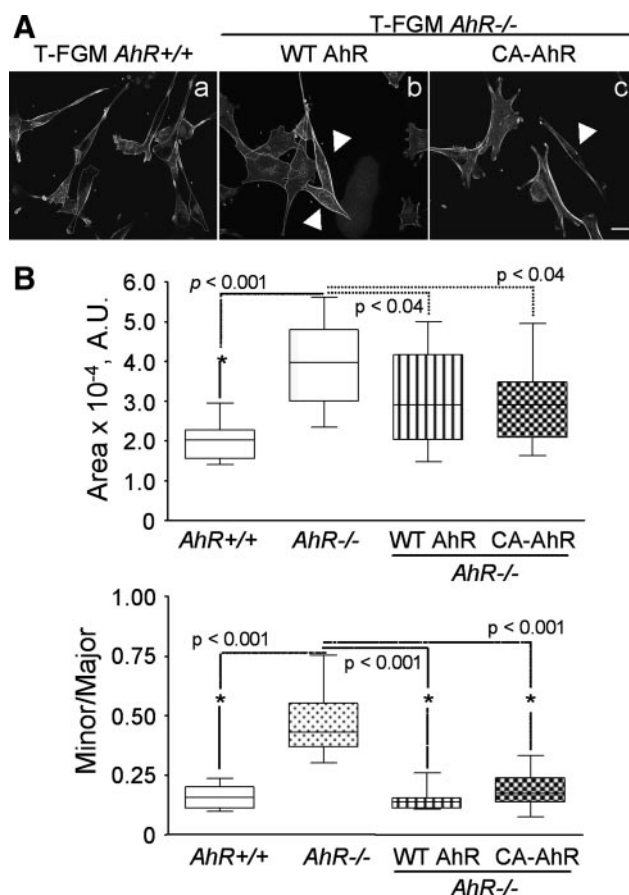 A
T-FGM AhR-/-
T-FGM AhR+/+ WT AhR CA-AhR
a b c
B
6.0 p < 0.001 p < 0.04
p < 0.04
5.0
4.0 *
3.0
2.0
1.0
0
Area x 10-4, A.U.
AhR+/+ AhR-/- WT AhR CA-AhR
AhR-/-
1.00
p < 0.001 p < 0.001
0.75 p < 0.001
* * *
0.50
0.25
0
Minor/Major
AhR+/+ AhR-/- WT AhR CA-AhR
AhR-/-